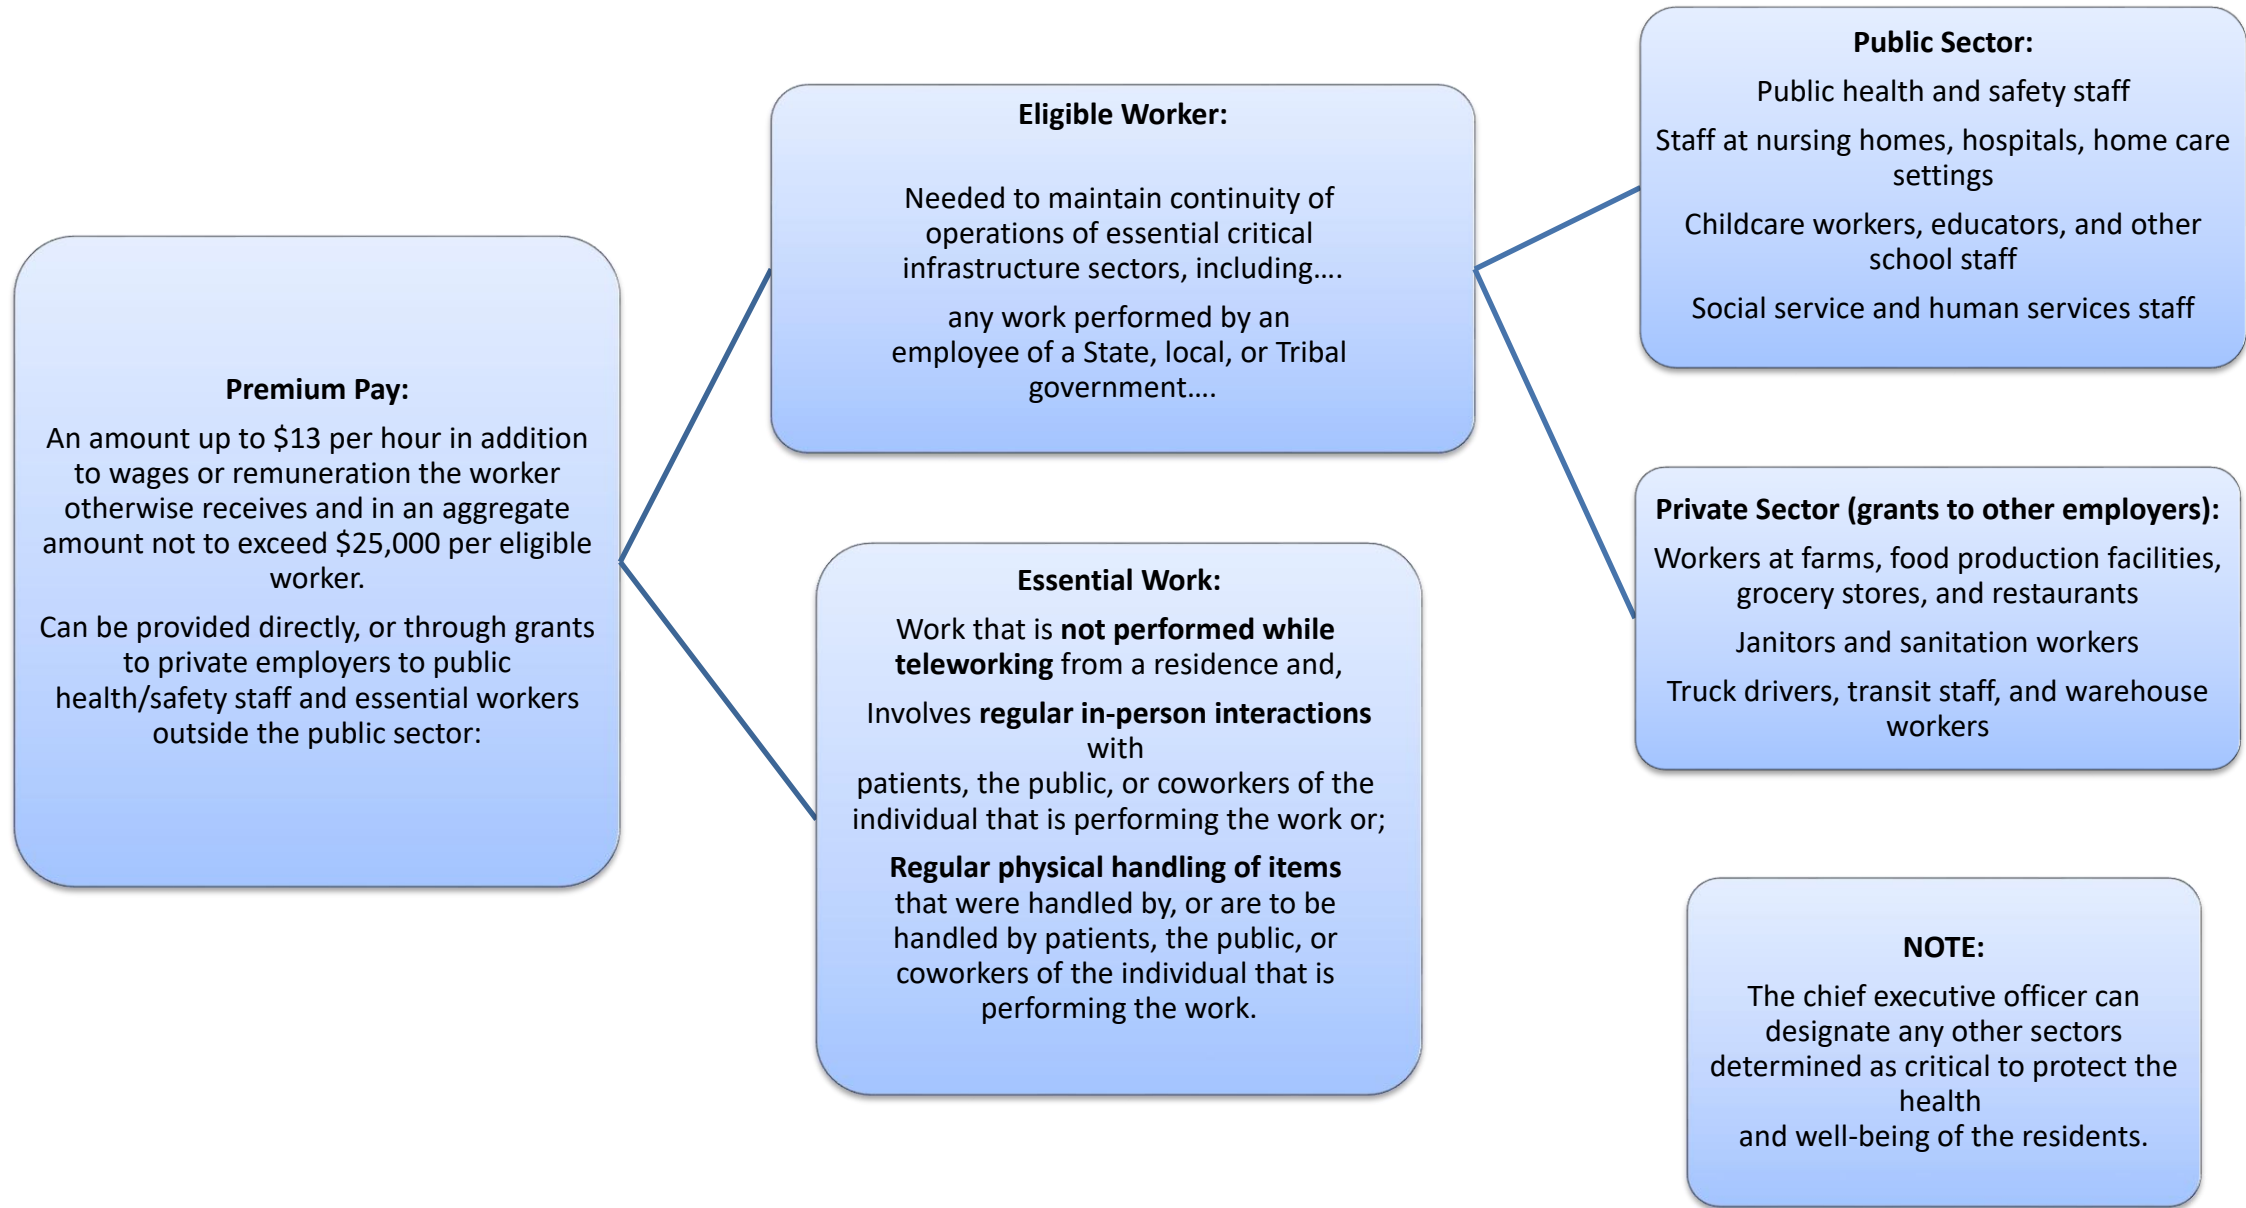 Premium Pay:
An amount up to $13 per hour in addition
to wages or remuneration the worker
otherwise receives and in an aggregate
amount not to exceed $25,000 per eligible
worker.
Can be provided directly, or through grants
to private employers to public
health/safety staff and essential workers
outside the public sector:
Eligible Worker:
Needed to maintain continuity of
operations of essential critical
infrastructure sectors, including....
any work performed by an
employee of a State, local, or Tribal
government....
Essential Work:
Work that is not performed while
teleworking from a residence and,
Involves regular in-person interactions
with
patients, the public, or coworkers of the
individual that is performing the work or;
Regular physical handling of items
that were handled by, or are to be
handled by patients, the public, or
coworkers of the individual that is
performing the work.
Public Sector:
Public health and safety staff
Staff at nursing homes, hospitals, home care
settings
Childcare workers, educators, and other
school staff
Social service and human services staff
Private Sector (grants to other employers):
Workers at farms, food production facilities,
grocery stores, and restaurants
Janitors and sanitation workers
Truck drivers, transit staff, and warehouse
workers
NOTE:
The chief executive officer can
designate any other sectors
determined as critical to protect the
health
and well-being of the residents.